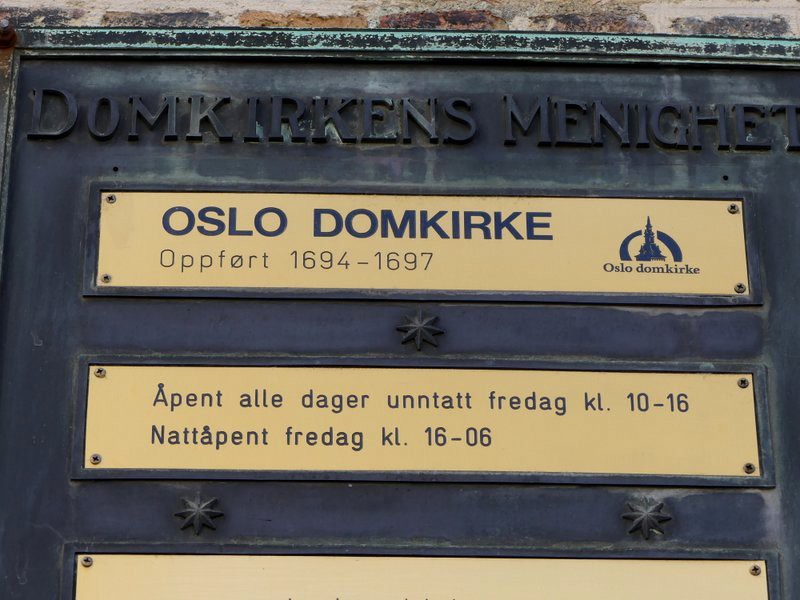 DOMKIRKENS MENIGHET
OSLO DOMKIRKE
Oppført 1694-1697
Oslo domkirke
Åpent alle dager unntatt fredag kl. 10-16
Nattåpent fredag kl. 16-06